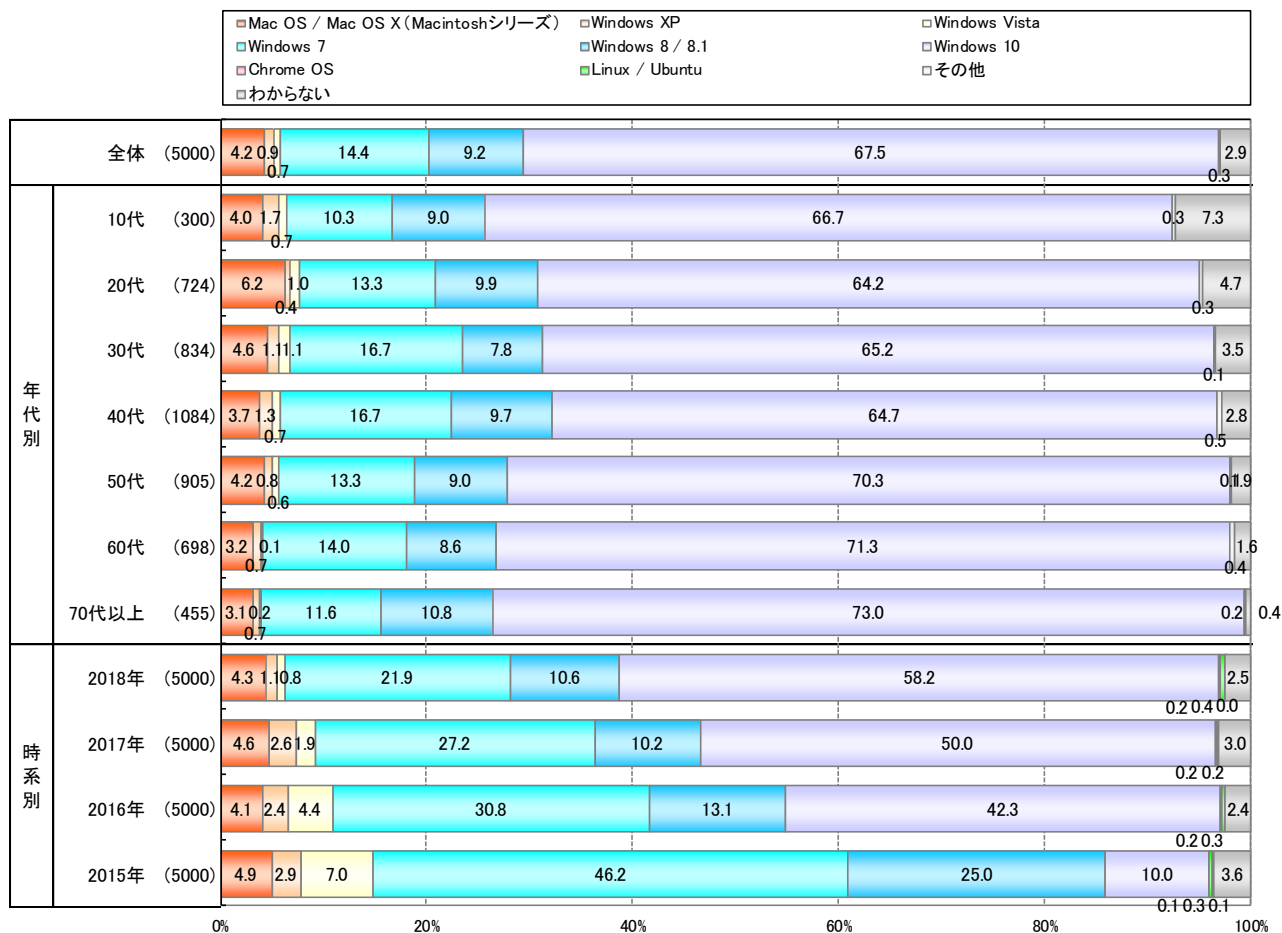 Mac OS / Mac OS X(Macintoshシリーズ) Windows XP Windows Vista
Windows 7 Windows 8 / 8.1 Windows 10
Chrome OS Linux / Ubuntu その他
わからない
全体 (5000) 4.2 0.9 0.7 14.4 9.2 67.5 0.3 2.9
年代別
10代 (300) 4.0 1.7 0.7 10.3 9.0 66.7 0.3 7.3
20代 (724) 6.2 0.4 1.0 13.3 9.9 64.2 0.3 4.7
30代 (834) 4.6 1.1 1.1 16.7 7.8 65.2 0.1 3.5
40代 (1084) 3.7 1.3 0.7 16.7 9.7 64.7 0.5 2.8
50代 (905) 4.2 0.8 0.6 13.3 9.0 70.3 0.1 1.9
60代 (698) 3.2 0.7 0.1 14.0 8.6 71.3 0.4 1.6
70代以上 (455) 3.1 0.7 0.2 11.6 10.8 73.0 0.2 0.4
時系別
2018年 (5000) 4.3 1.1 0.8 21.9 10.6 58.2 0.2 0.4 0.0 2.5
2017年 (5000) 4.6 2.6 1.9 27.2 10.2 50.0 0.2 0.2 3.0
2016年 (5000) 4.1 2.4 4.4 30.8 13.1 42.3 0.2 0.3 2.4
2015年 (5000) 4.9 2.9 7.0 46.2 25.0 10.0 0.1 0.3 0.1 3.6
0% 20% 40% 60% 80% 100%